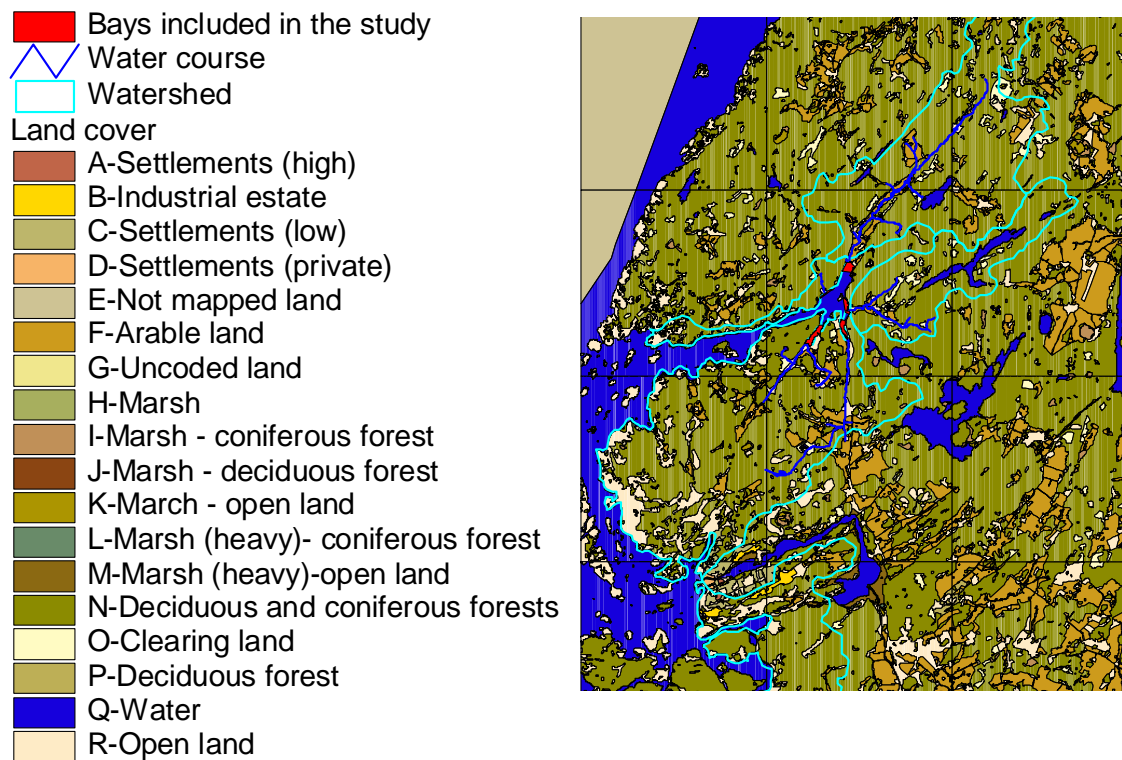 Bays included in the study
Water course
Watershed
Land cover
A-Settlements (high)
B-Industrial estate
C-Settlements (low)
D-Settlements (private)
E-Not mapped land
F-Arable land
G-Uncoded land
H-Marsh
I-Marsh - coniferous forest
J-Marsh - deciduous forest
K-March - open land
L-Marsh (heavy)- coniferous forest
M-Marsh (heavy)-open land
N-Deciduous and coniferous forests
O-Clearing land
P-Deciduous forest
Q-Water
R-Open land